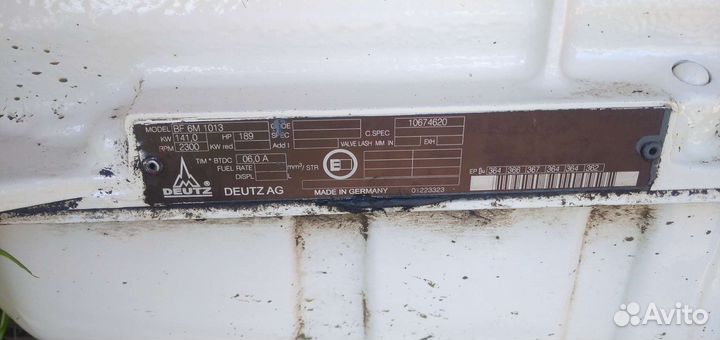 MODEL BF 6M 1013 CODE 10674620
KW 141,0 HP 189 SPEC C.SPEC
RPM 2300 KW red Add I VALVE LASH MM IN EXH
TIM ° BTDC 06,0 A
FUEL RATE mm³/STR
DISPL L
E
EP 364 366 367 364 364 362
DEUTZ DEUTZ AG MADE IN GERMANY 01223323
Avito